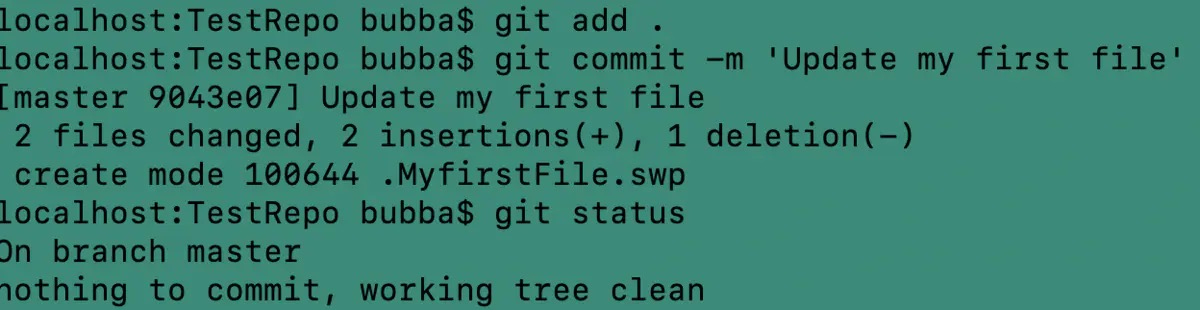 localhost:TestRepo bubba$ git add .
localhost:TestRepo bubba$ git commit -m 'Update my first file'
[master 9043e07] Update my first file
2 files changed, 2 insertions(+), 1 deletion(-)
create mode 100644 .MyfirstFile.swp
localhost:TestRepo bubba$ git status
On branch master
nothing to commit, working tree clean